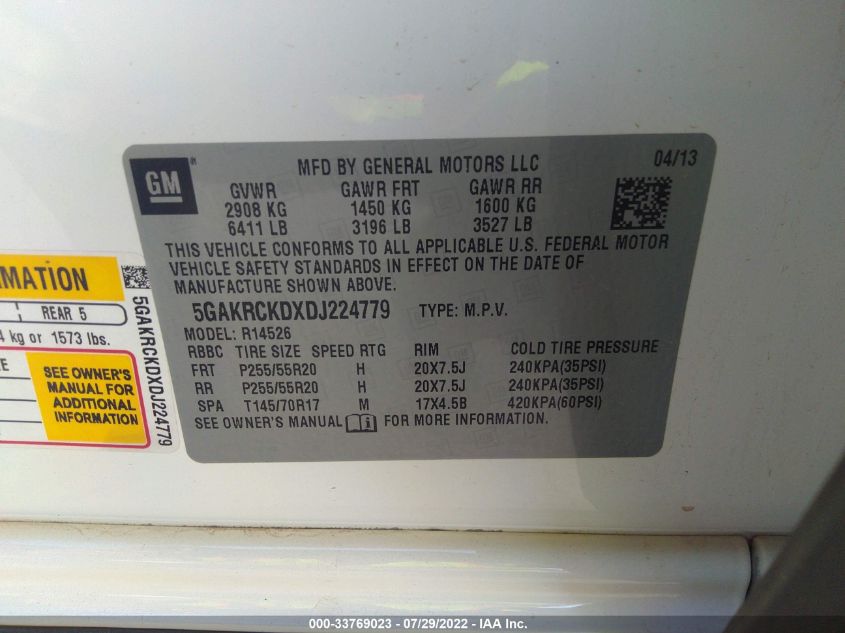 GM
MFD BY GENERAL MOTORS LLC 04/13
GVWR GAWR FRT GAWR RR
2908 KG 1450 KG 1600 KG
6411 LB 3196 LB 3527 LB
THIS VEHICLE CONFORMS TO ALL APPLICABLE U.S. FEDERAL MOTOR
VEHICLE SAFETY STANDARDS IN EFFECT ON THE DATE OF
MANUFACTURE SHOWN ABOVE.
5GAKRCKDXDJ224779 TYPE: M.P.V.
MODEL: R14526
RBBC TIRE SIZE SPEED RTG RIM COLD TIRE PRESSURE
FRT P255/55R20 H 20X7.5J 240KPA(35PSI)
RR P255/55R20 H 20X7.5J 240KPA(35PSI)
SPA T145/70R17 M 17X4.5B 420KPA(60PSI)
SEE OWNER'S MANUAL FOR MORE INFORMATION.
REAR 5
kg or 1573 lbs.
SEE OWNER'S
MANUAL FOR
ADDITIONAL
INFORMATION
5GAKRCKDXDJ224779
000-33769023 - 07/29/2022 - IAA Inc.